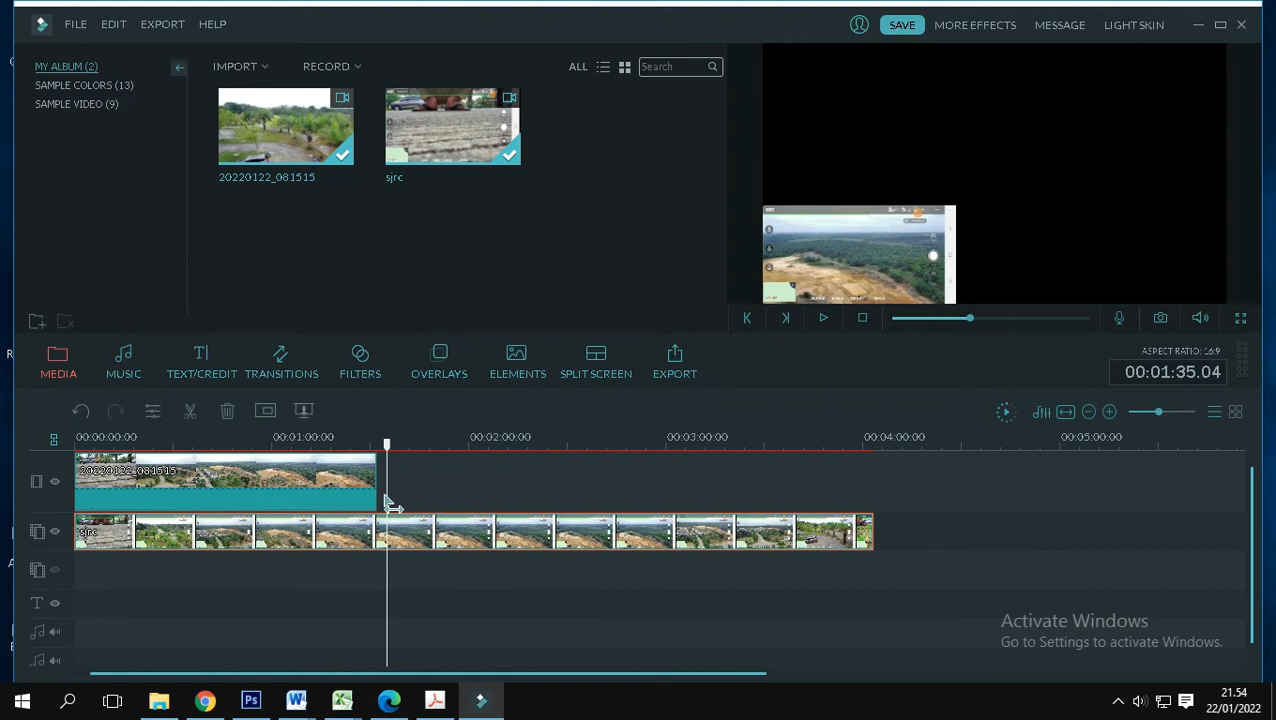 FILE EDIT EXPORT HELP SAVE MORE EFFECTS MESSAGE LIGHT SKIN
MY ALBUM (2) IMPORT RECORD ALL Search
SAMPLE COLORS (13)
SAMPLE VIDEO (9)
20220122_081515 sjrc
MEDIA MUSIC TEXT/CREDIT TRANSITIONS FILTERS OVERLAYS ELEMENTS SPLIT SCREEN EXPORT
ASPECT RATIO: 16:9
00:01:35.04
00:00:00:00 00:01:00:00 00:02:00:00 00:03:00:00 00:04:00:00 00:05:00:00
20220122_081515
sjrc
T
Activate Windows
Go to Settings to activate Windows.
21.54
22/01/2022